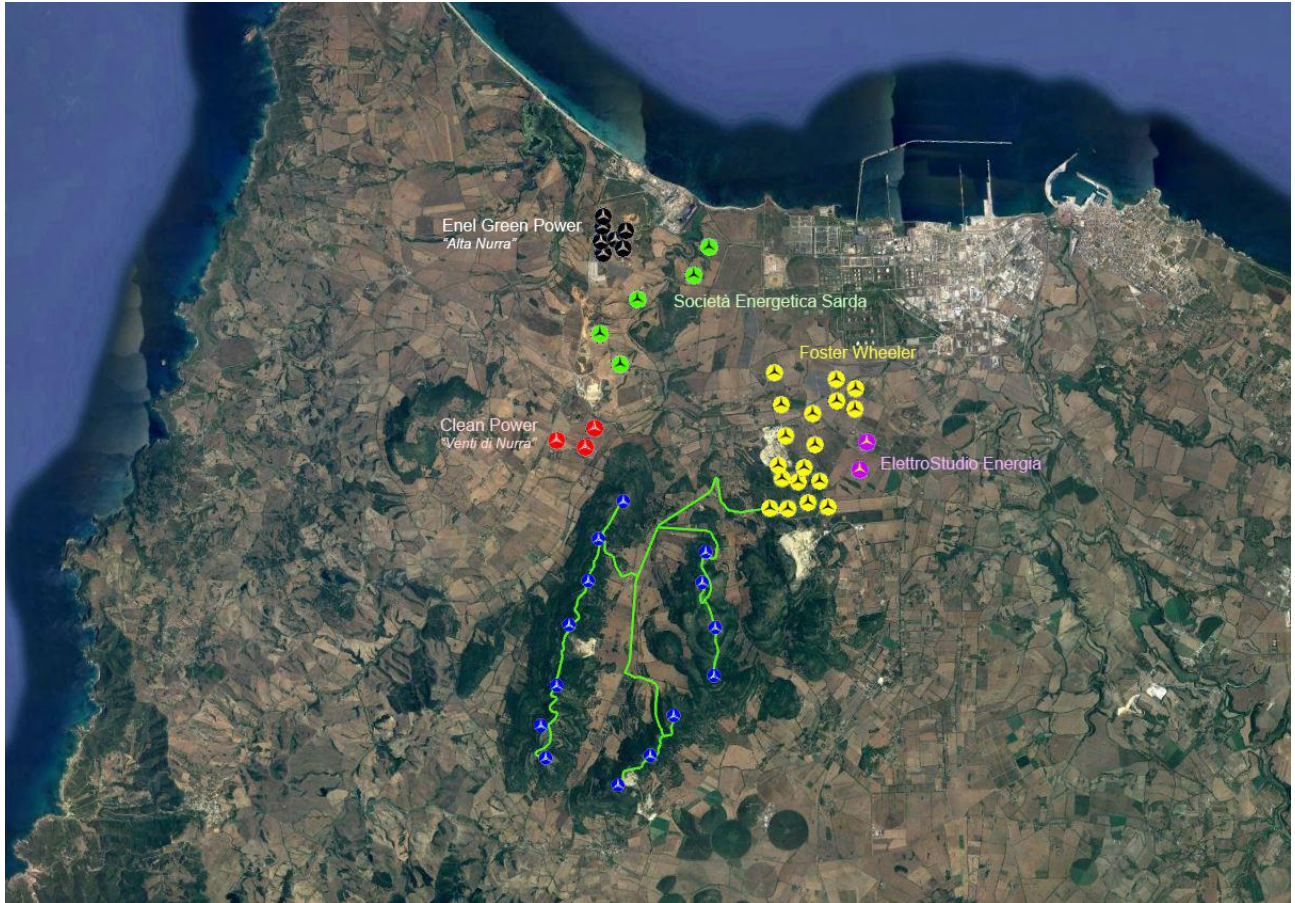 Enel Green Power
"Alta Nurra"
Società Energetica Sarda
Foster Wheeler
Clean Power
"Venti di Nurra"
ElettroStudio Energia